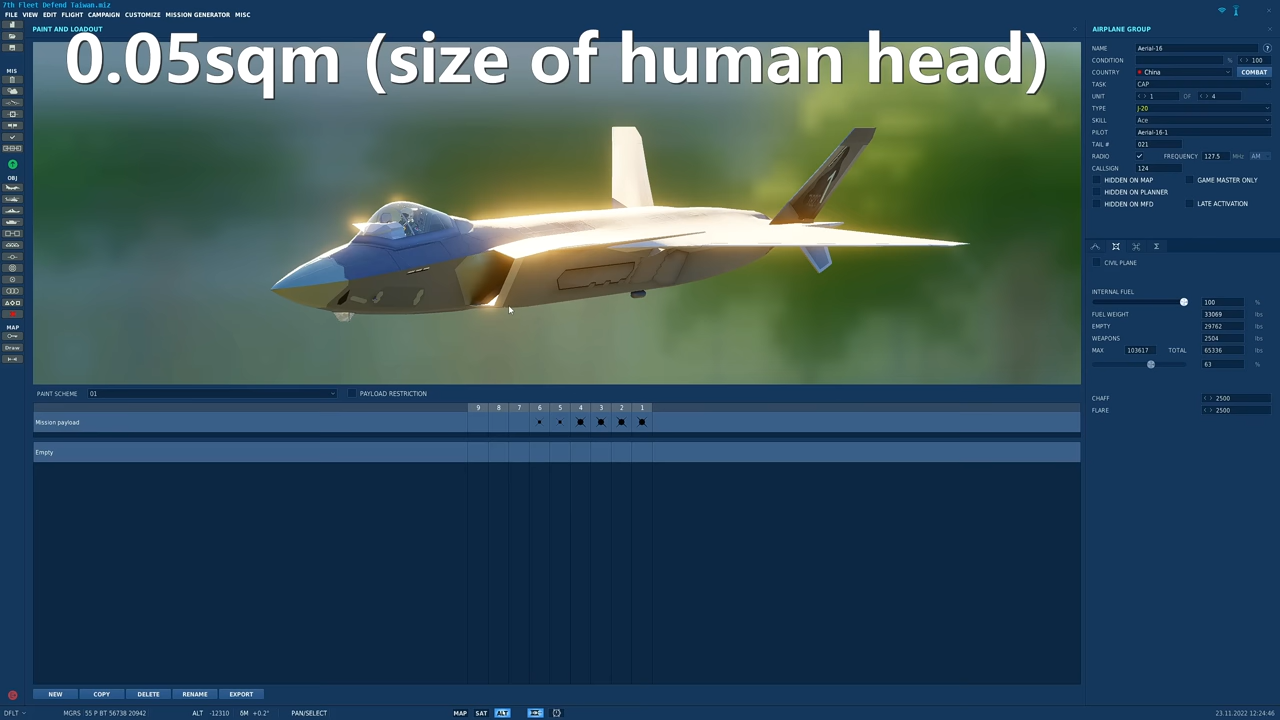 7th Fleet Defend Taiwan.miz
FILE VIEW EDIT FLIGHT CAMPAIGN CUSTOMIZE MISSION GENERATOR MISC
PAINT AND LOADOUT
0.05sqm (size of human head)
MIS
OBJ
MAP
Draw
1
PAINT SCHEME 01 PAYLOAD RESTRICTION
9 8 7 6 5 4 3 2 1
Mission payload
Empty
NEW COPY DELETE RENAME EXPORT
AIRPLANE GROUP
NAME Aerial-16 ?
CONDITION % 100
COUNTRY China COMBAT
TASK CAP
UNIT 1 OF 4
TYPE J-20
SKILL Ace
PILOT Aerial-16-1
TAIL # 021
RADIO FREQUENCY 127.5 MHz AM
CALLSIGN 124
HIDDEN ON MAP GAME MASTER ONLY
HIDDEN ON PLANNER
HIDDEN ON MFD LATE ACTIVATION
CIVIL PLANE
INTERNAL FUEL
100 %
FUEL WEIGHT 33069 lbs
EMPTY 29762 lbs
WEAPONS 2504 lbs
MAX 103617 TOTAL 65336 lbs
63 %
CHAFF 2500
FLARE 2500
DFLT MGRS 55 P BT 56738 20942 ALT -12310 δM +0.2° PAN/SELECT MAP SAT ALT 23.11.2022 12:24:46